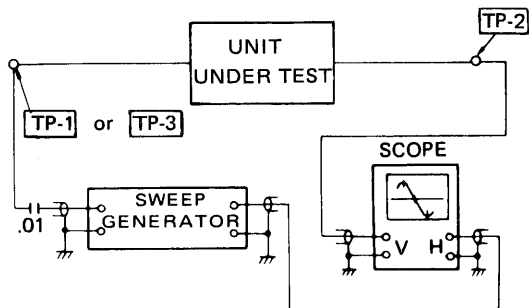 TP-2
UNIT
UNDER TEST
TP-1 or TP-3
SCOPE
SWEEP
GENERATOR
.01
V H